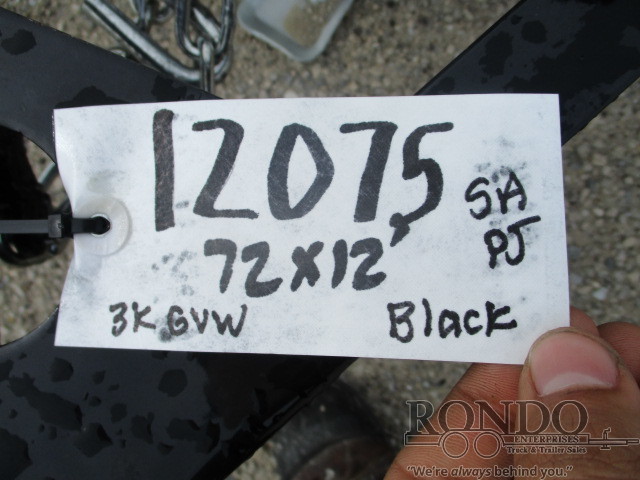 12075
72X12'
SA
PJ
3K GVW
Black
RONDO
ENTERPRISES
Truck & Trailer Sales
"We're always behind you."